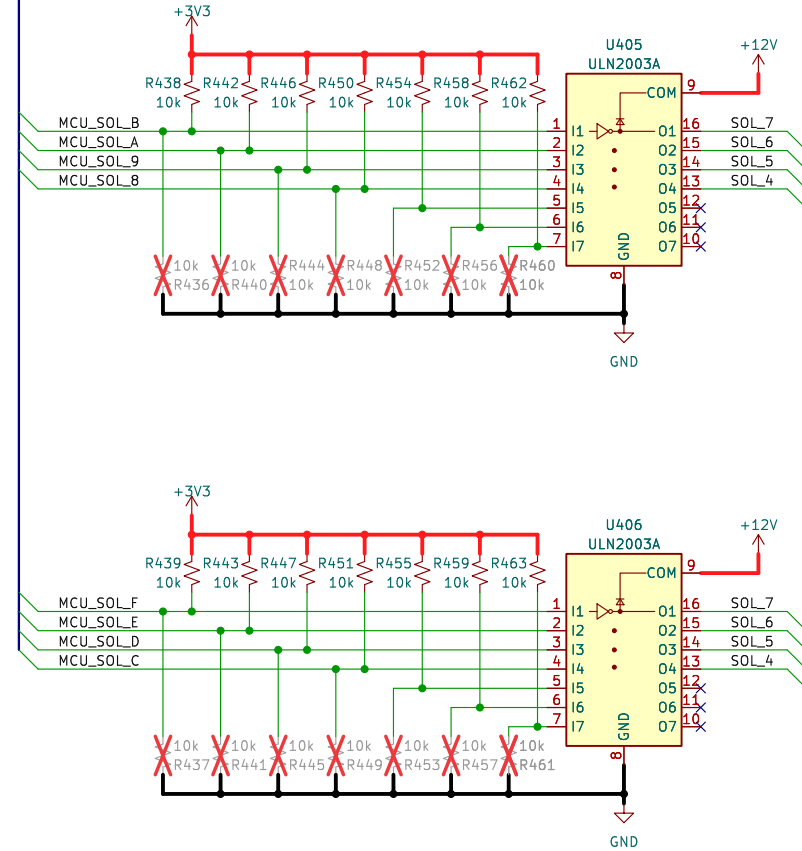 +3V3
U405
ULN2003A
+12V
R438 R442 R446 R450 R454 R458 R462
10k 10k 10k 10k 10k 10k 10k
COM 9
MCU_SOL_B 1 I1 O1 16 SOL_7
MCU_SOL_A 2 I2 O2 15 SOL_6
MCU_SOL_9 3 I3 O3 14 SOL_5
MCU_SOL_8 4 I4 O4 13 SOL_4
5 I5 O5 12
6 I6 O6 11
7 I7 O7 10
GND
8
10k 10k R444 R448 R452 R456 R460
R436 R440 10k 10k 10k 10k 10k
GND
+3V3
U406
ULN2003A
+12V
R439 R443 R447 R451 R455 R459 R463
10k 10k 10k 10k 10k 10k 10k
COM 9
MCU_SOL_F 1 I1 O1 16 SOL_7
MCU_SOL_E 2 I2 O2 15 SOL_6
MCU_SOL_D 3 I3 O3 14 SOL_5
MCU_SOL_C 4 I4 O4 13 SOL_4
5 I5 O5 12
6 I6 O6 11
7 I7 O7 10
GND
8
10k 10k 10k 10k 10k 10k 10k
R437 R441 R445 R449 R453 R457 R461
GND